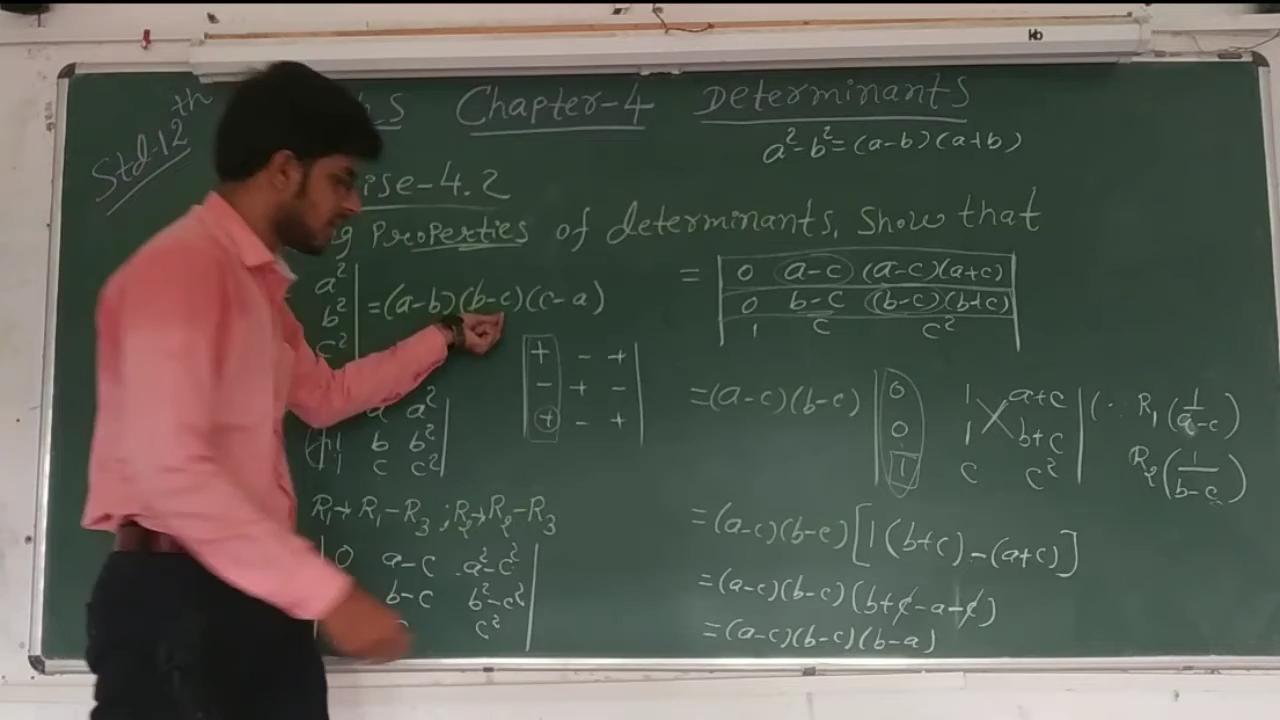 Std-12th Chapter-4 Determinants
a²-b²=(a-b)(a+b)
ise-4.2
Properties of determinants, Show that
a²
b² =(a-b)(b-c)(c-a)
c²
+ - +
- + -
+ - +
a a²
1 b b²
1 c c²
R₁→R₁-R₃ ; R₂→R₂-R₃
0 a-c a²-c²
b-c b²-c²
c²
= 0 a-c (a-c)(a+c)
0 b-c (b-c)(b+c)
1 c c²
=(a-c)(b-c) 0 1 a+c (∵ R₁(1/a-c)
0 1 b+c R₂(1/b-c)
1 c c²
=(a-c)(b-c)[1(b+c)-(a+c)]
=(a-c)(b-c)(b+c-a-c)
=(a-c)(b-c)(b-a)
kb